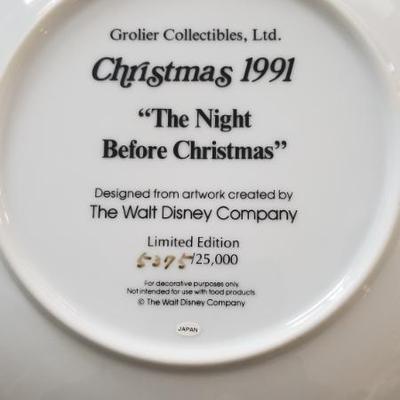 Grolier Collectibles, Ltd.
Christmas 1991
“The Night
Before Christmas”
Designed from artwork created by
The Walt Disney Company
Limited Edition
5075/25,000
For decorative purposes only.
Not intended for use with food products
© The Walt Disney Company
JAPAN